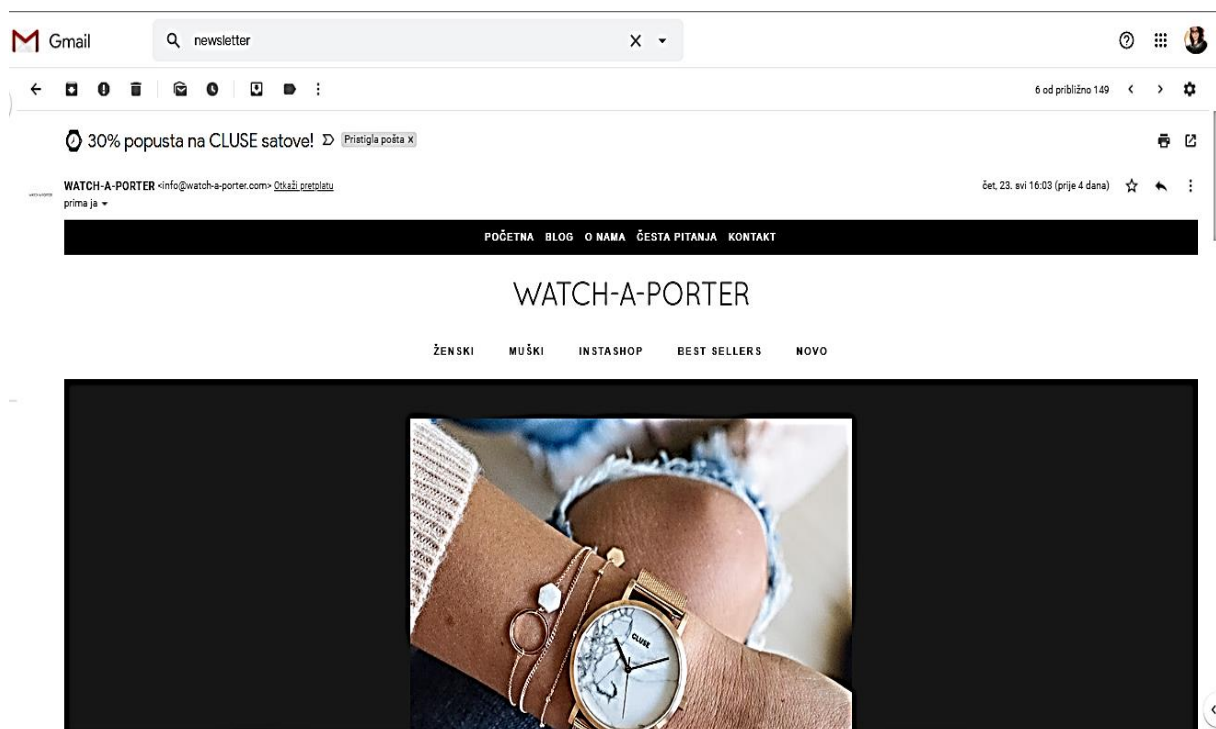 Gmail
newsletter
6 od približno 149
30% popusta na CLUSE satove! Pristigla pošta x
WATCH-A-PORTER <info@watch-a-porter.com> Otkaži pretplatu
čet, 23. svi 16:03 (prije 4 dana)
prima ja
POČETNA BLOG O NAMA ČESTA PITANJA KONTAKT
WATCH-A-PORTER
ŽENSKI MUŠKI INSTASHOP BEST SELLERS NOVO
CLUSE